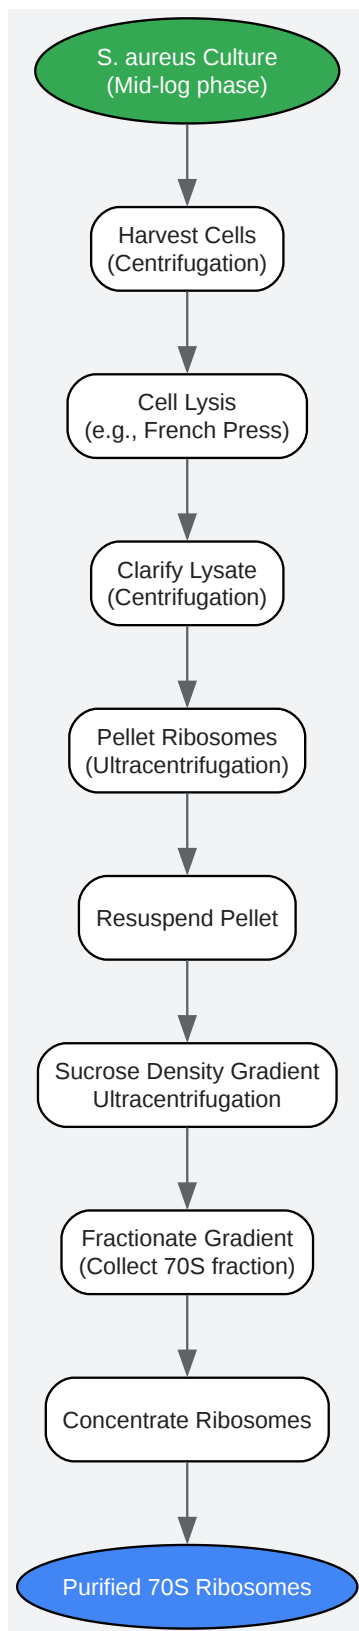 S. aureus Culture
(Mid-log phase)
Harvest Cells
(Centrifugation)
Cell Lysis
(e.g., French Press)
Clarify Lysate
(Centrifugation)
Pellet Ribosomes
(Ultracentrifugation)
Resuspend Pellet
Sucrose Density Gradient
Ultracentrifugation
Fractionate Gradient
(Collect 70S fraction)
Concentrate Ribosomes
Purified 70S Ribosomes